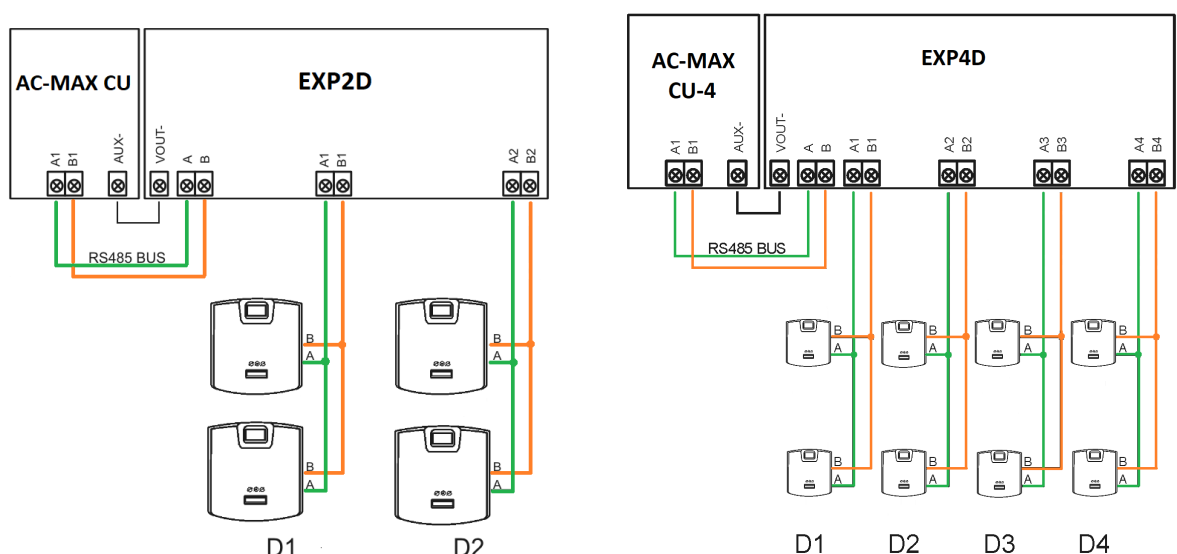 AC-MAX CU
EXP2D
A1
B1
AUX-
VOUT-
A
B
A1
B1
A2
B2
RS485 BUS
B
A
B
A
B
A
B
A
D1
D2
AC-MAX
CU-4
EXP4D
A1
B1
AUX-
VOUT-
A
B
A1
B1
A2
B2
A3
B3
A4
B4
RS485 BUS
B
A
B
A
B
A
B
A
B
A
B
A
B
A
B
A
D1
D2
D3
D4